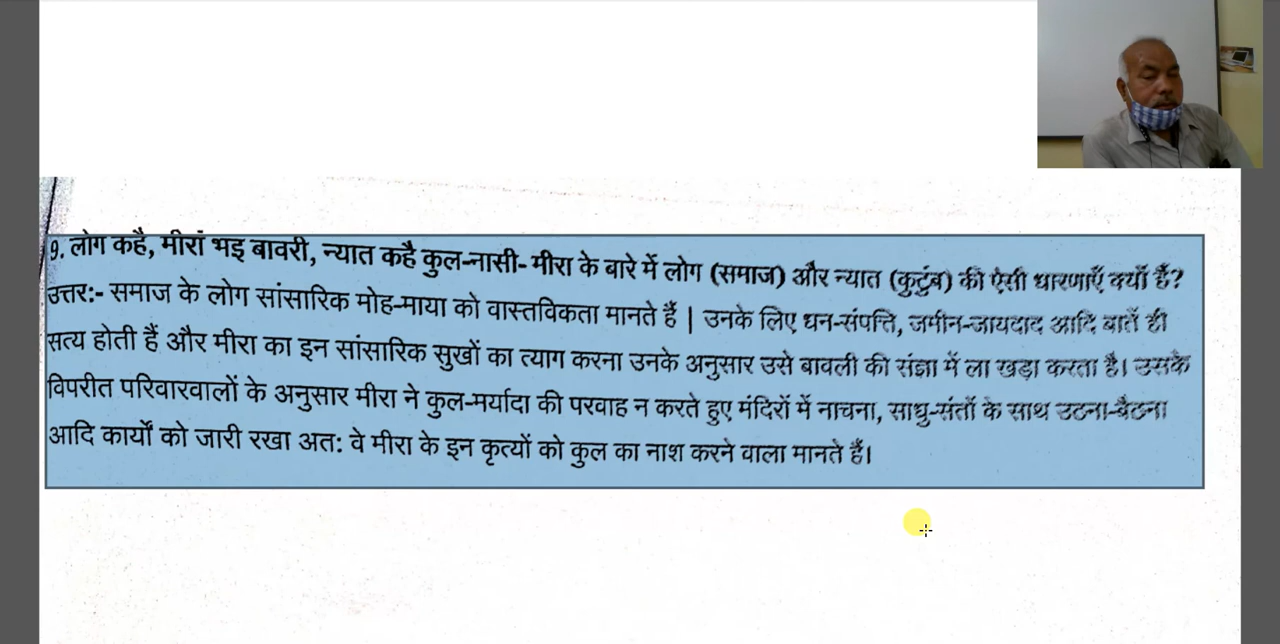 9. लोग कहै, मीरां भइ बावरी, न्यात कहै कुल-नासी- मीरा के बारे में लोग (समाज) और न्यात (कुटुंब) की ऐसी धारणाएँ क्यों हैं?
उत्तर:- समाज के लोग सांसारिक मोह-माया को वास्तविकता मानते हैं | उनके लिए धन-संपत्ति, जमीन-जायदाद आदि बातें ही
सत्य होती हैं और मीरा का इन सांसारिक सुखों का त्याग करना उनके अनुसार उसे बावली की संज्ञा में ला खड़ा करता है। उसके
विपरीत परिवारवालों के अनुसार मीरा ने कुल-मर्यादा की परवाह न करते हुए मंदिरों में नाचना, साधु-संतों के साथ उठना-बैठना
आदि कार्यों को जारी रखा अत: वे मीरा के इन कृत्यों को कुल का नाश करने वाला मानते हैं।